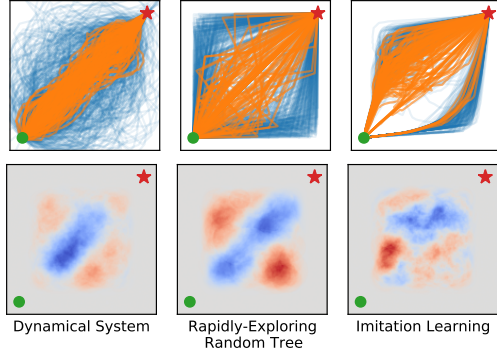 Dynamical System
Rapidly-Exploring
Random Tree
Imitation Learning